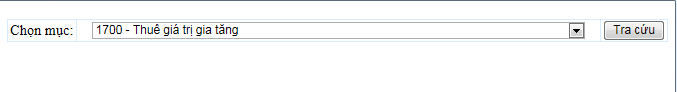 Chọn mục: 1700 - Thuế giá trị gia tăng Tra cứu